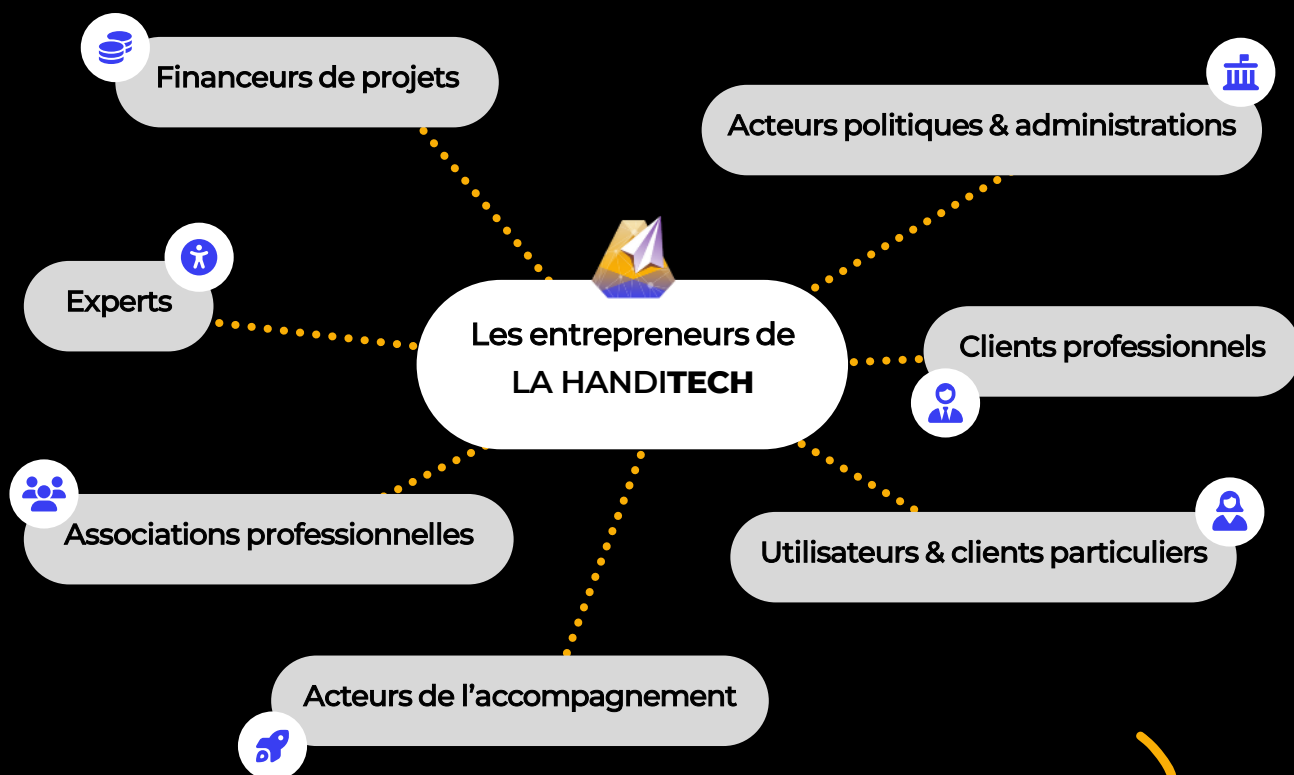 Financeurs de projets
Acteurs politiques & administrations
Experts
Les entrepreneurs de
LA HANDITECH
Clients professionnels
Associations professionnelles
Utilisateurs & clients particuliers
Acteurs de l’accompagnement